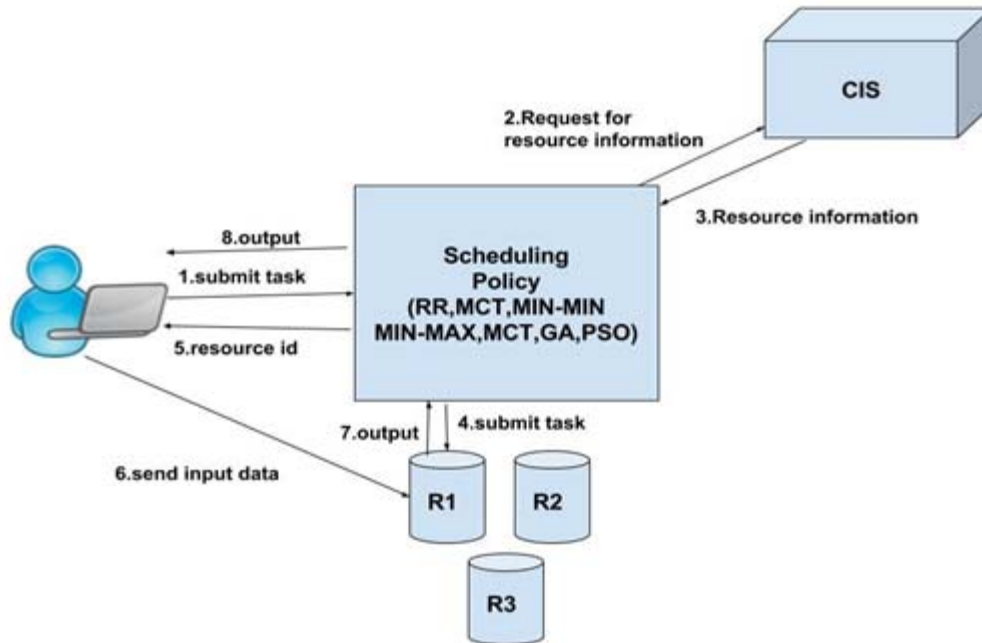 CIS
2.Request for
resource information
3.Resource information
8.output
1.submit task
5.resource id
Scheduling
Policy
(RR,MCT,MIN-MIN
MIN-MAX,MCT,GA,PSO)
7.output
4.submit task
6.send input data
R1
R2
R3